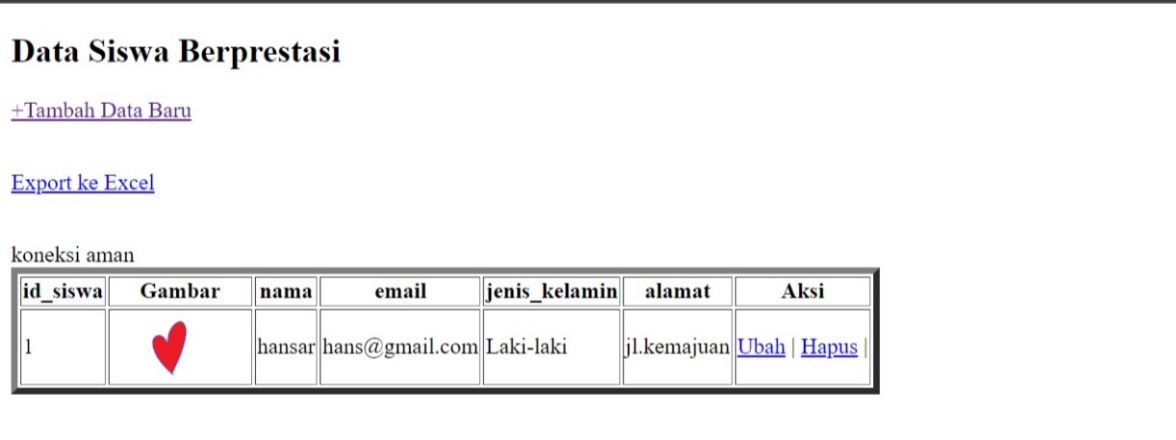 Data Siswa Berprestasi
+Tambah Data Baru
Export ke Excel
koneksi aman
id_siswa Gambar nama email jenis_kelamin alamat Aksi
1 hansar hans@gmail.com Laki-laki jl.kemajuan Ubah | Hapus |